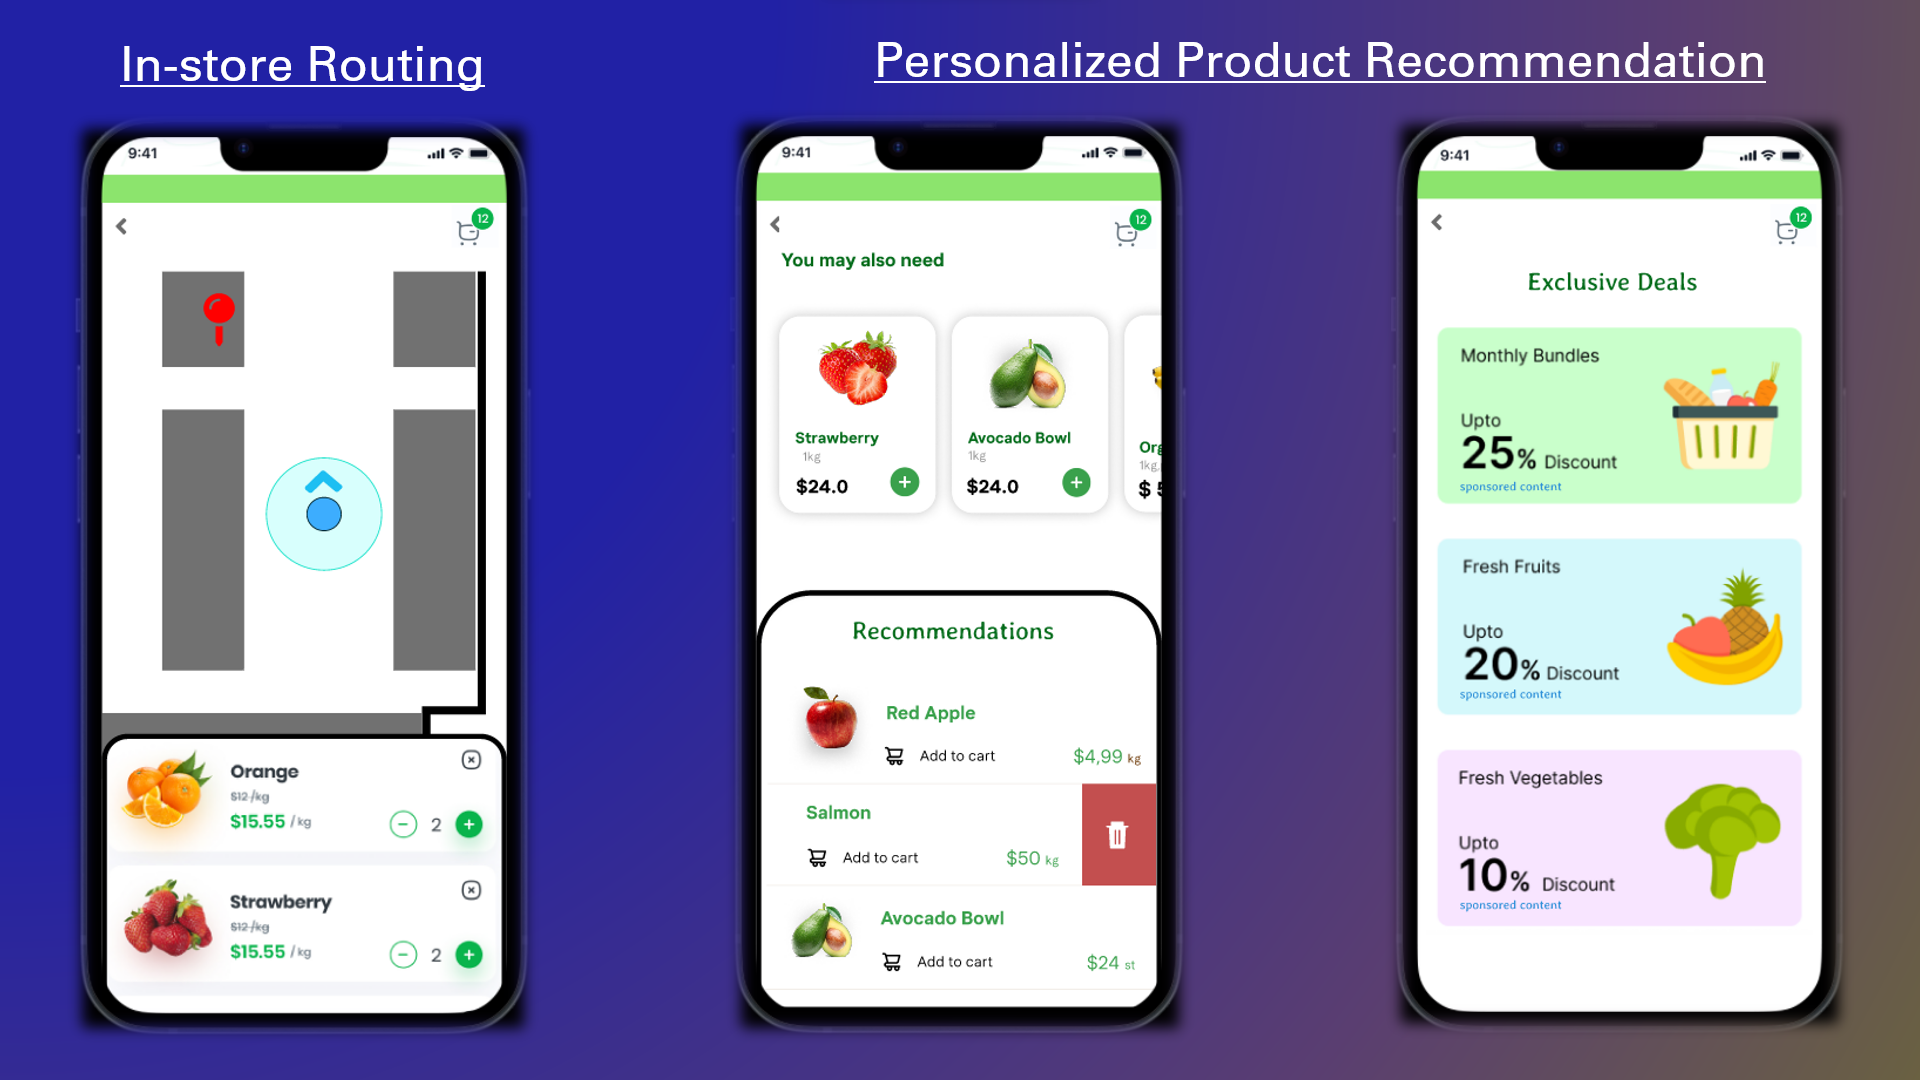 In-store Routing
Personalized Product Recommendation
9:41
12
Orange
$12 /kg
$15.55 / kg
2
Strawberry
$12 /kg
$15.55 / kg
2
9:41
12
You may also need
Strawberry
1kg
$24.0
Avocado Bowl
1kg
$24.0
Org
1kg,
$ 5
Recommendations
Red Apple
Add to cart
$4,99 kg
Salmon
Add to cart
$50 kg
Avocado Bowl
Add to cart
$24 st
9:41
12
Exclusive Deals
Monthly Bundles
Upto
25% Discount
sponsored content
Fresh Fruits
Upto
20% Discount
sponsored content
Fresh Vegetables
Upto
10% Discount
sponsored content